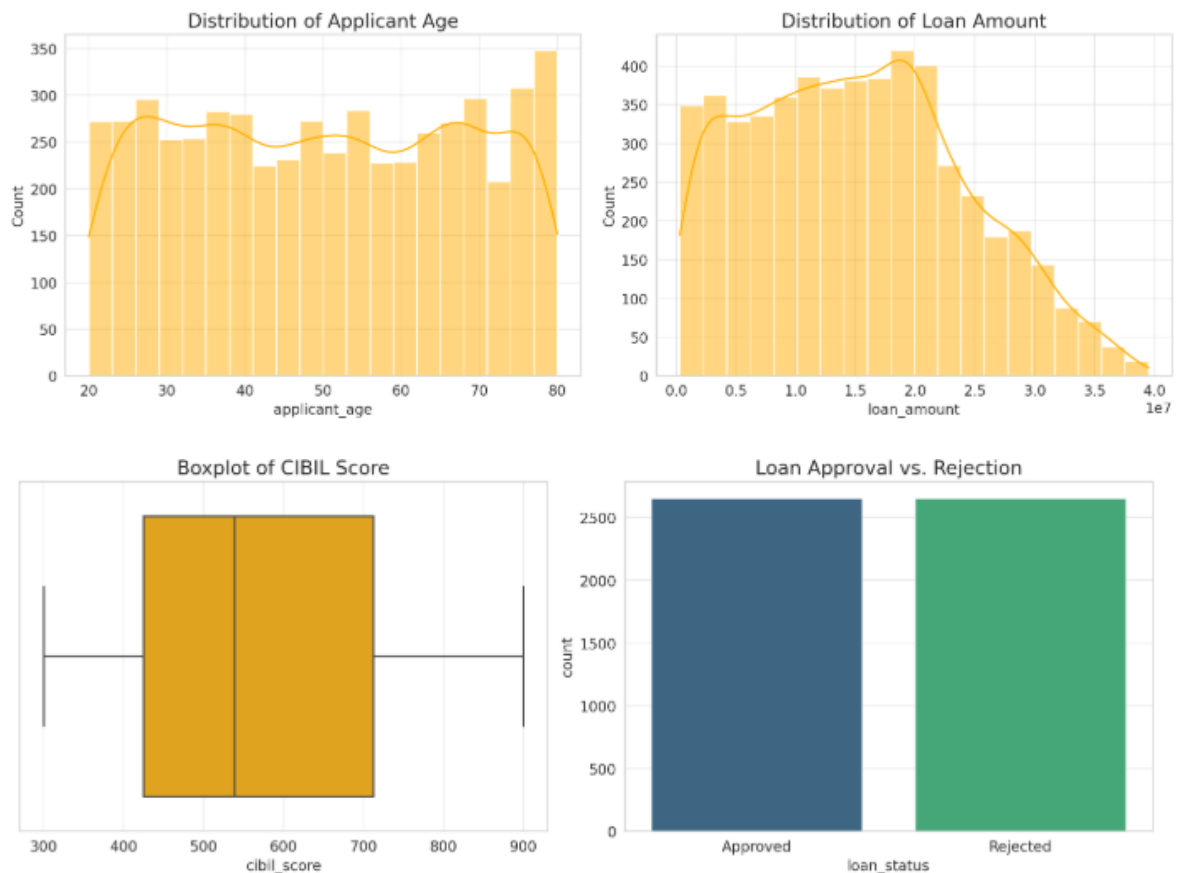 Distribution of Applicant Age
350
300
250
200
150
100
50
0
Count
20 30 40 50 60 70 80
applicant_age
Distribution of Loan Amount
400
350
300
250
200
150
100
50
0
Count
0.0 0.5 1.0 1.5 2.0 2.5 3.0 3.5 4.0
1e7
loan_amount
Boxplot of CIBIL Score
300 400 500 600 700 800 900
cibil_score
Loan Approval vs. Rejection
2500
2000
1500
1000
500
0
count
Approved Rejected
loan_status